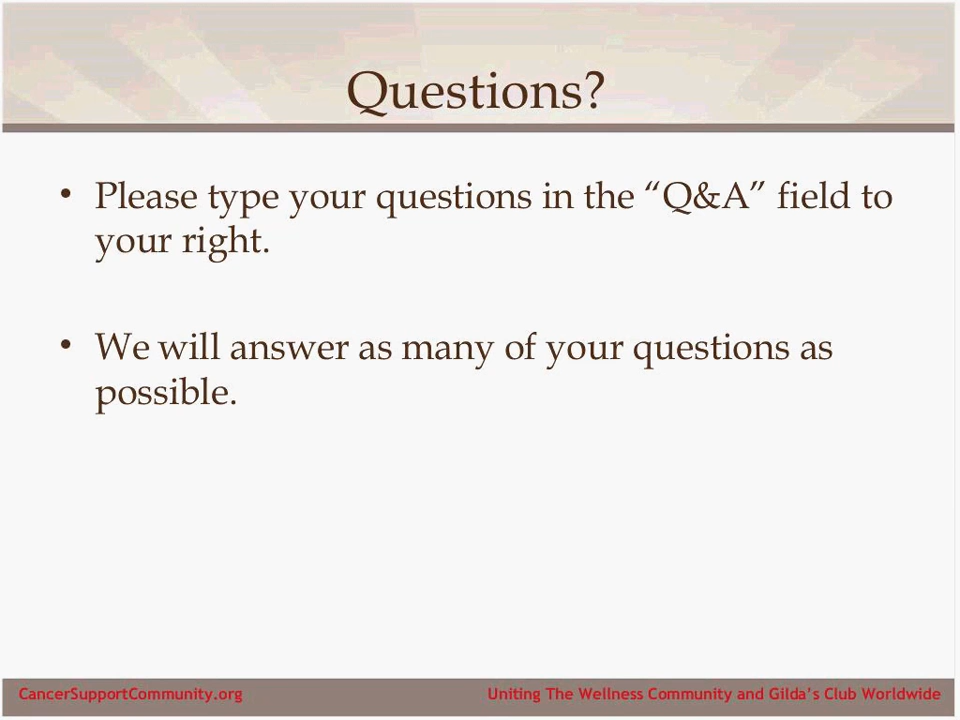 Questions?
• Please type your questions in the “Q&A” field to
your right.
• We will answer as many of your questions as
possible.
CancerSupportCommunity.org
Uniting The Wellness Community and Gilda’s Club Worldwide